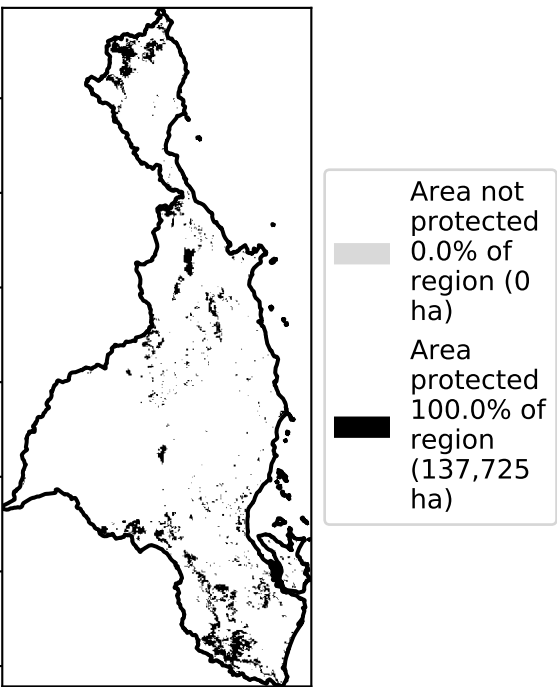 Area not
protected
0.0% of
region (0
ha)
Area
protected
100.0% of
region
(137,725
ha)